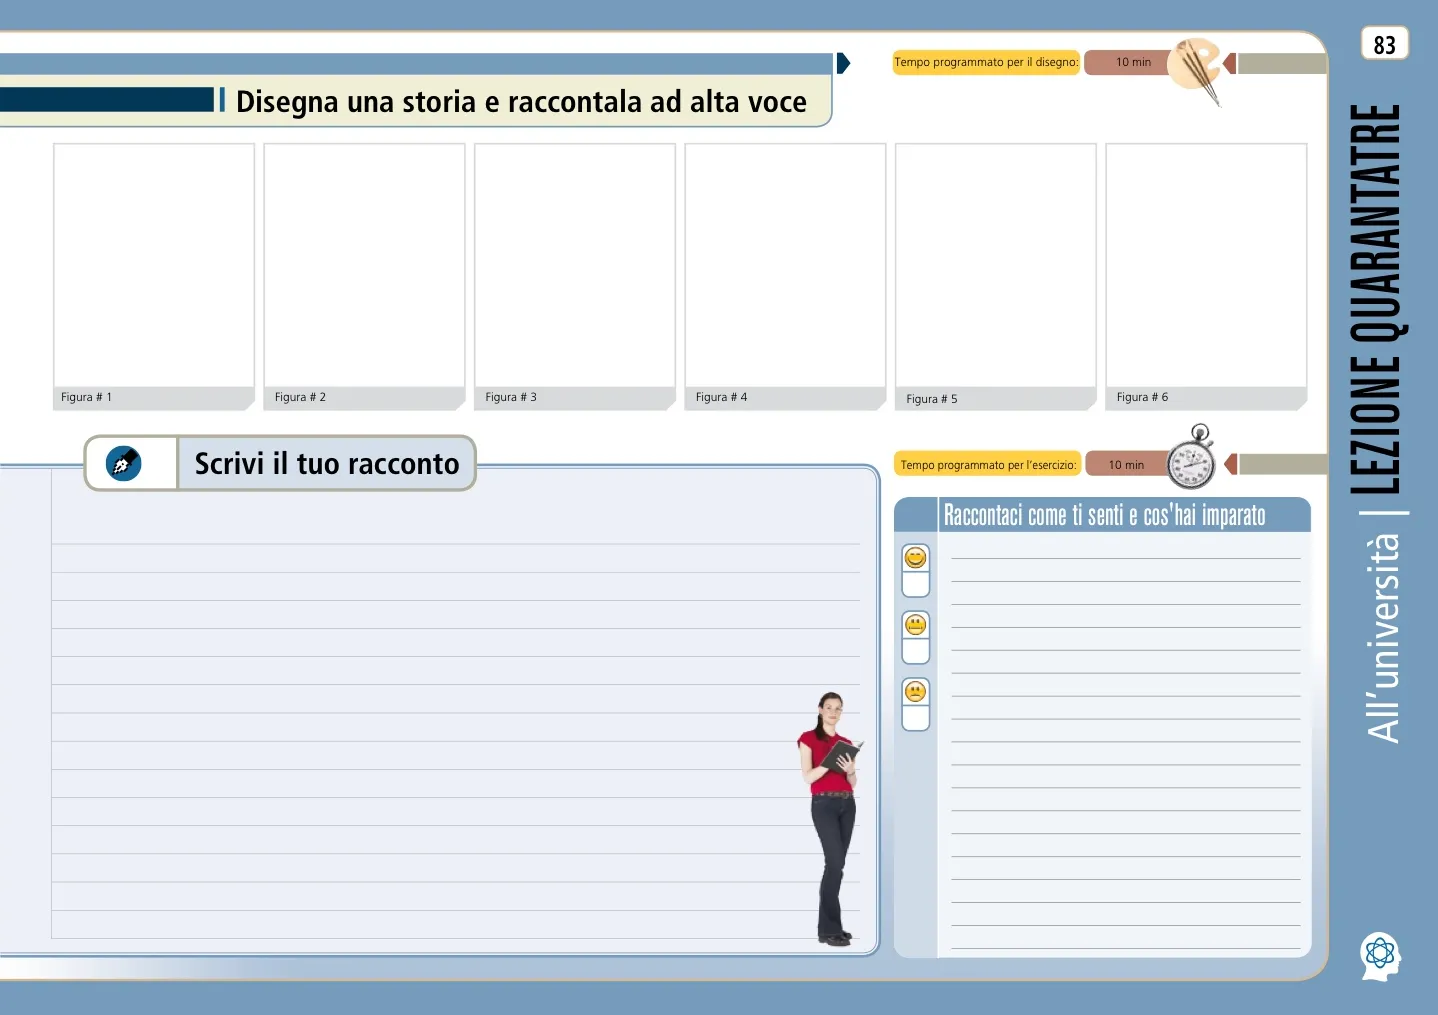 83
Tempo programmato per il disegno:
10 min
Disegna una storia e raccontala ad alta voce
Figura # 1
Figura # 2
Figura # 3
Figura # 4
Figura # 5
Figura # 6
Scrivi il tuo racconto
Tempo programmato per l'esercizio:
10 min
Raccontaci come ti senti e cos'hai imparato
All'università | LEZIONE QUARANTATRE